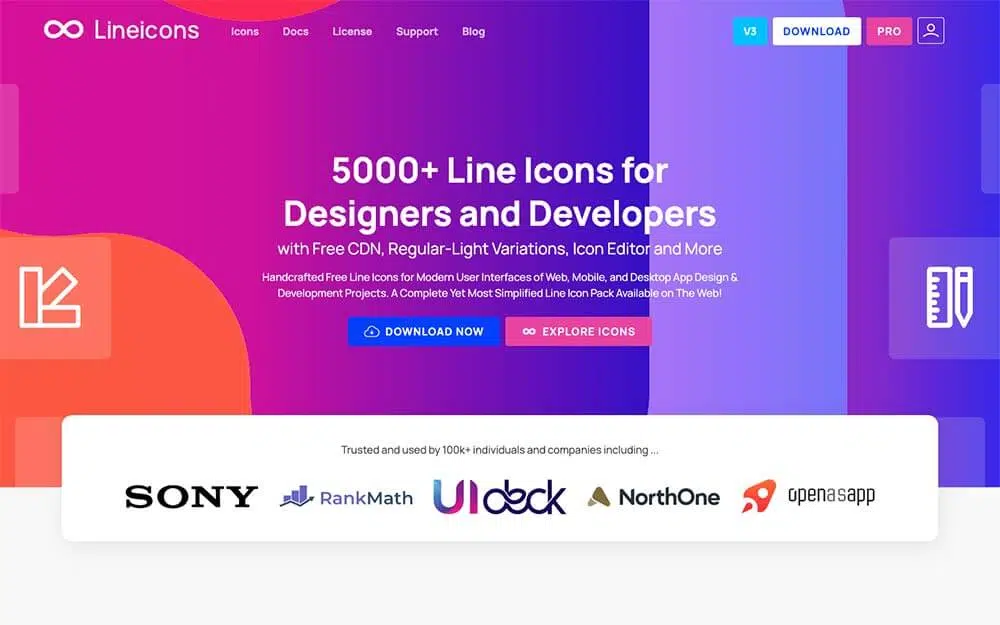 Lineicons
Icons
Docs
License
Support
Blog
V3
DOWNLOAD
PRO
5000+ Line Icons for
Designers and Developers
with Free CDN, Regular-Light Variations, Icon Editor and More
Handcrafted Free Line Icons for Modern User Interfaces of Web, Mobile, and Desktop App Design &
Development Projects. A Complete Yet Most Simplified Line Icon Pack Available on The Web!
DOWNLOAD NOW
EXPLORE ICONS
Trusted and used by 100k+ individuals and companies including ...
SONY
RankMath
UIdeck
NorthOne
openasapp